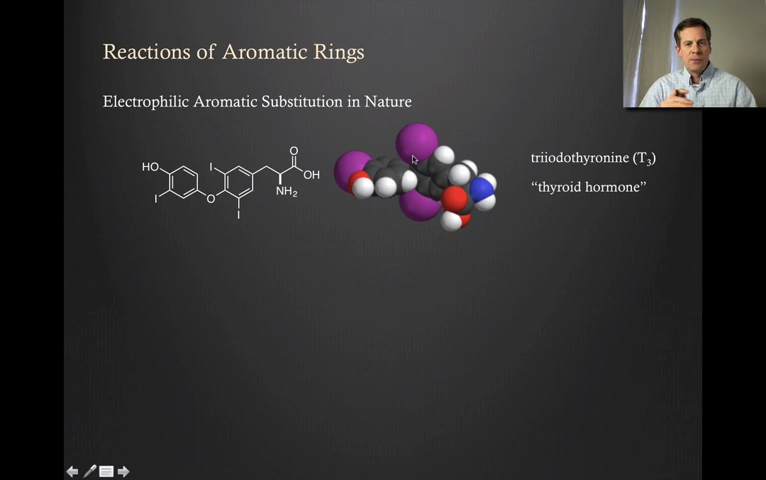 Reactions of Aromatic Rings
Electrophilic Aromatic Substitution in Nature
HO
I
O
I
I
O
OH
NH₂
triiodothyronine (T₃)
“thyroid hormone”